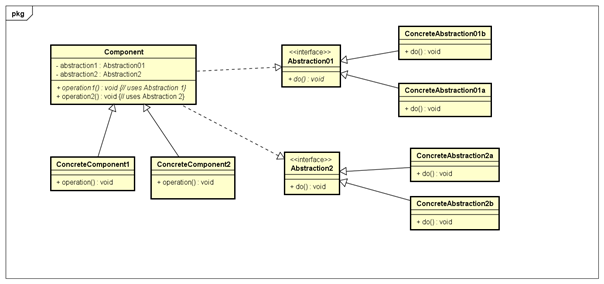 pkg
Component
- abstraction1 : Abstraction01
- abstraction2 : Abstraction2
+ operation1() : void {// uses Abstraction 1}
+ operation2() : void {// uses Abstraction 2}
ConcreteComponent1
+ operation() : void
ConcreteComponent2
+ operation() : void
<<interface>>
Abstraction01
+ do() : void
ConcreteAbstraction01b
+ do() : void
ConcreteAbstraction01a
+ do() : void
<<interface>>
Abstraction2
+ do() : void
ConcreteAbstraction2a
+ do() : void
ConcreteAbstraction2b
+ do() : void